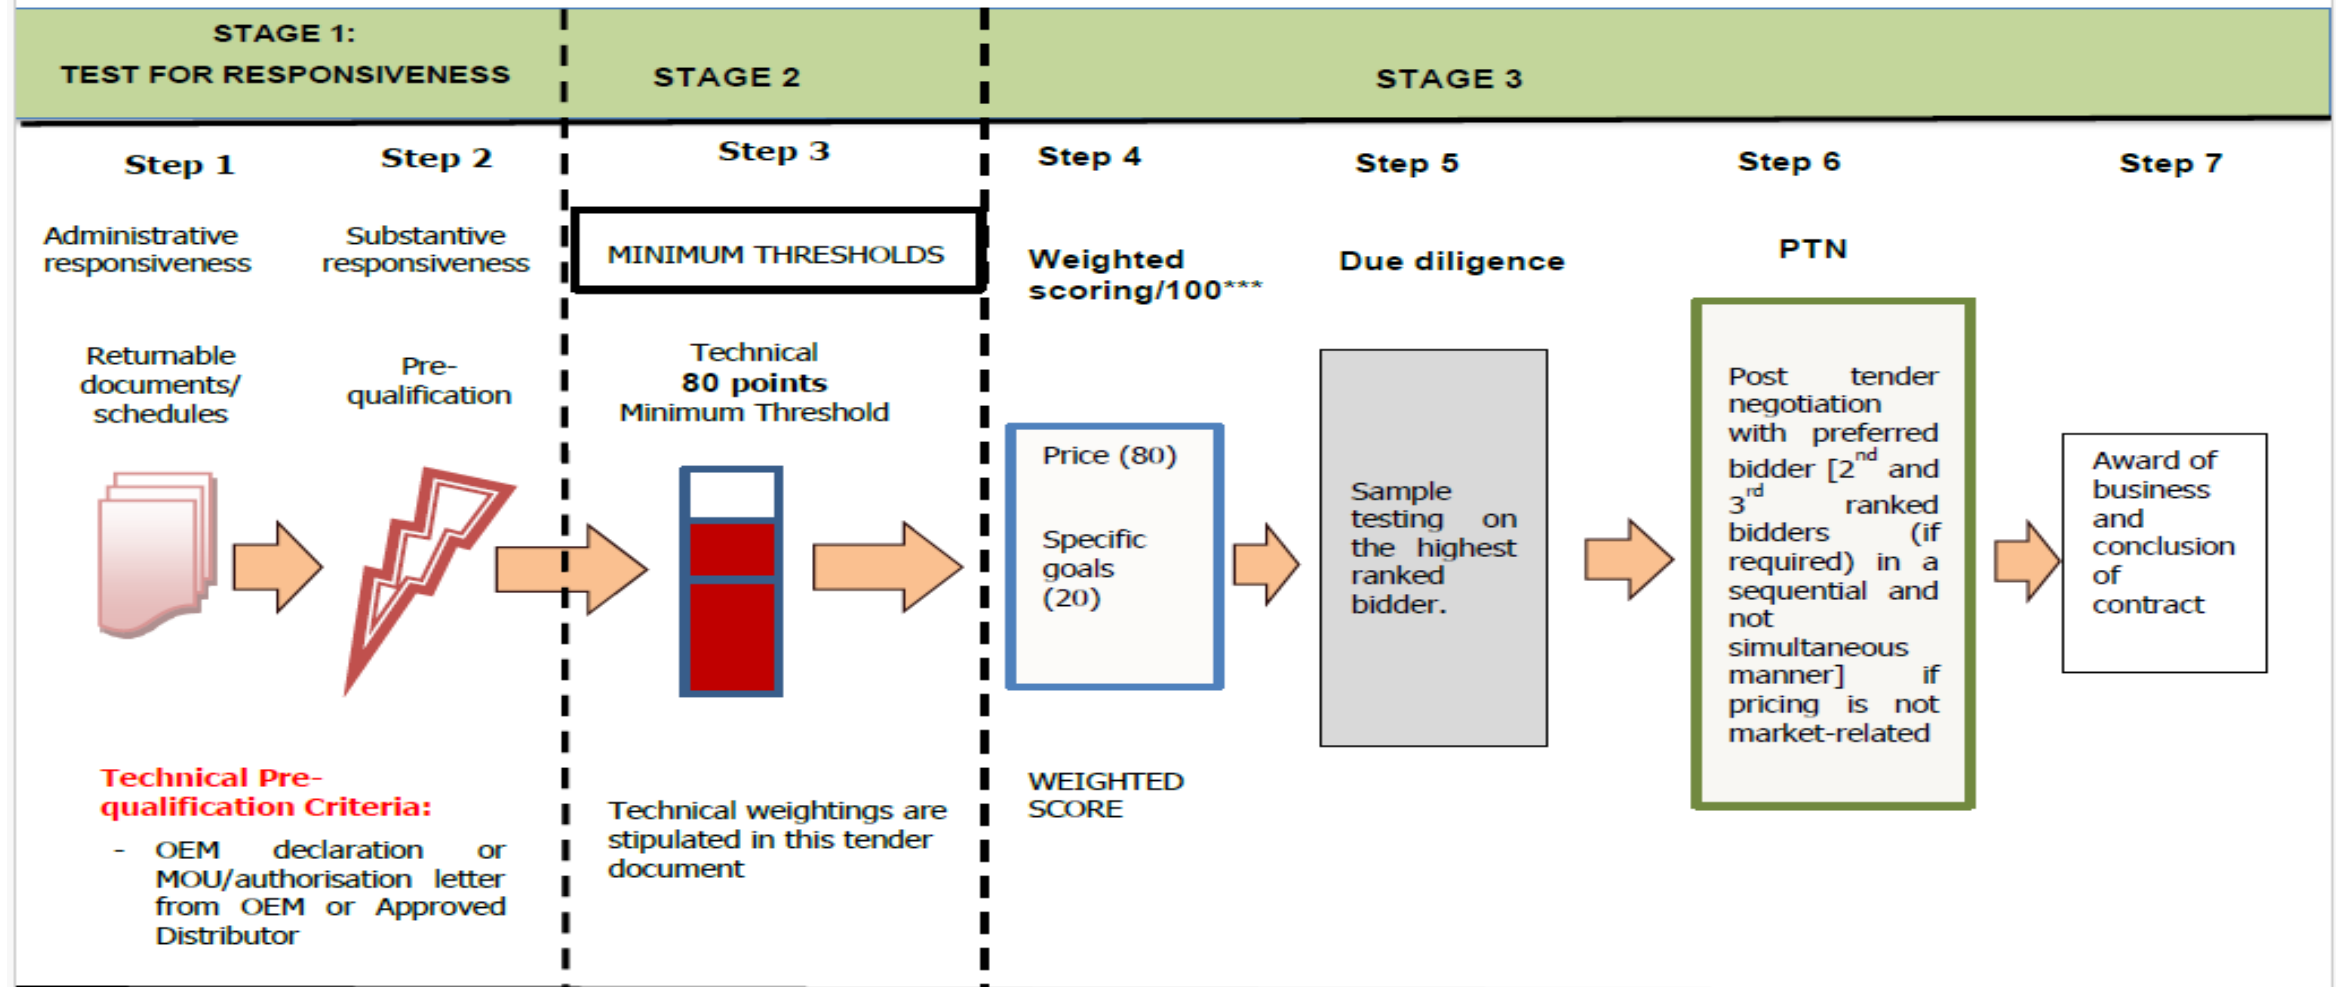 STAGE 1:
TEST FOR RESPONSIVENESS
STAGE 2
STAGE 3
Step 1
Step 2
Step 3
Step 4
Step 5
Step 6
Step 7
Administrative
responsiveness
Substantive
responsiveness
MINIMUM THRESHOLDS
Weighted
scoring/100***
Due diligence
PTN
Returnable
documents/
schedules
Pre-
qualification
Technical
80 points
Minimum Threshold
Price (80)
Specific
goals
(20)
Sample
testing on
the highest
ranked
bidder.
Post tender
negotiation
with preferred
bidder [2nd and
3rd ranked
bidders (if
required) in a
sequential and
not
simultaneous
manner] if
pricing is not
market-related
Award of
business
and
conclusion
of
contract
Technical Pre-
qualification Criteria:
- OEM declaration or
MOU/authorisation letter
from OEM or Approved
Distributor
Technical weightings are
stipulated in this tender
document
WEIGHTED
SCORE